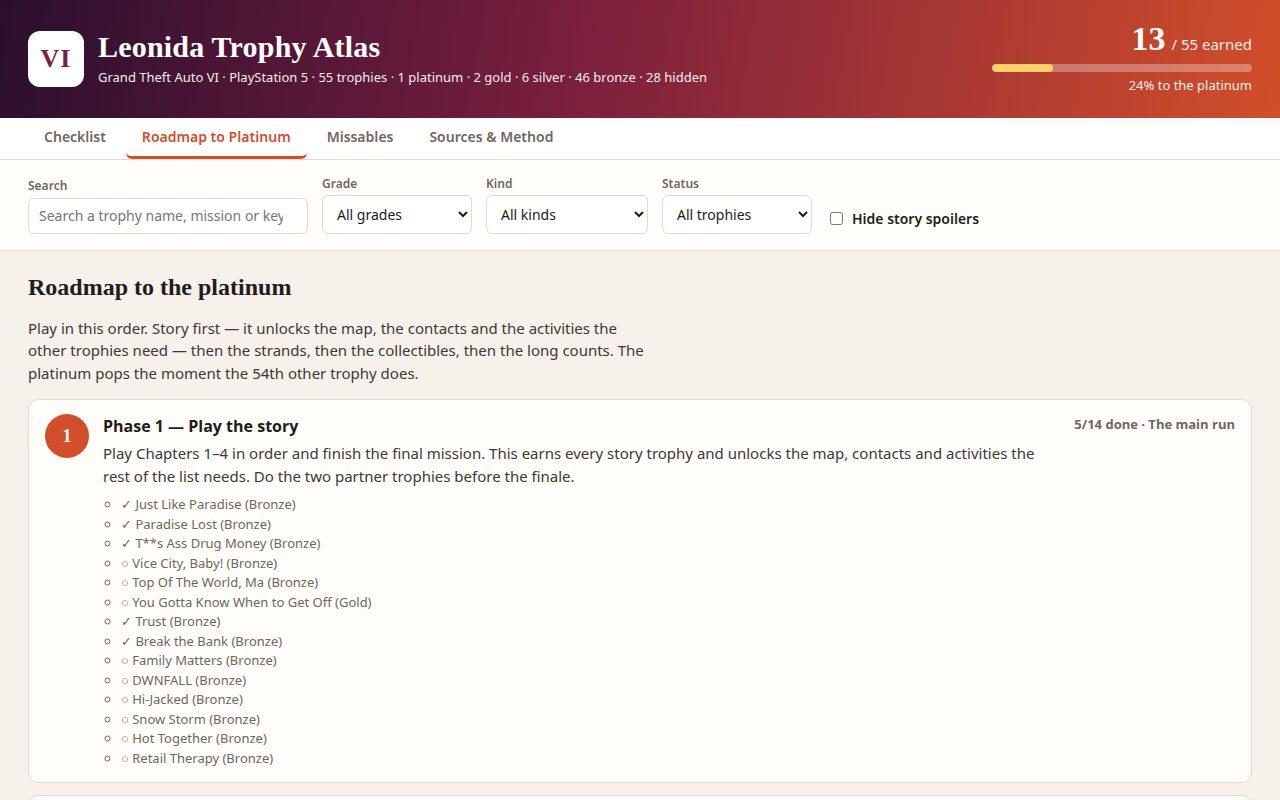 VI
Leonida Trophy Atlas
Grand Theft Auto VI · PlayStation 5 · 55 trophies · 1 platinum · 2 gold · 6 silver · 46 bronze · 28 hidden
13 / 55 earned
24% to the platinum
Checklist
Roadmap to Platinum
Missables
Sources & Method
Search
Grade
Kind
Status
Search a trophy name, mission or key
All grades
All kinds
All trophies
Hide story spoilers
Roadmap to the platinum
Play in this order. Story first — it unlocks the map, the contacts and the activities the
other trophies need — then the strands, then the collectibles, then the long counts. The
platinum pops the moment the 54th other trophy does.
1
Phase 1 — Play the story
5/14 done · The main run
Play Chapters 1–4 in order and finish the final mission. This earns every story trophy and unlocks the map, contacts and activities the
rest of the list needs. Do the two partner trophies before the finale.
✓ Just Like Paradise (Bronze)
✓ Paradise Lost (Bronze)
✓ T**s Ass Drug Money (Bronze)
○ Vice City, Baby! (Bronze)
○ Top Of The World, Ma (Bronze)
○ You Gotta Know When to Get Off (Gold)
✓ Trust (Bronze)
✓ Break the Bank (Bronze)
○ Family Matters (Bronze)
○ DWNFALL (Bronze)
○ Hi-Jacked (Bronze)
○ Snow Storm (Bronze)
○ Hot Together (Bronze)
○ Retail Therapy (Bronze)